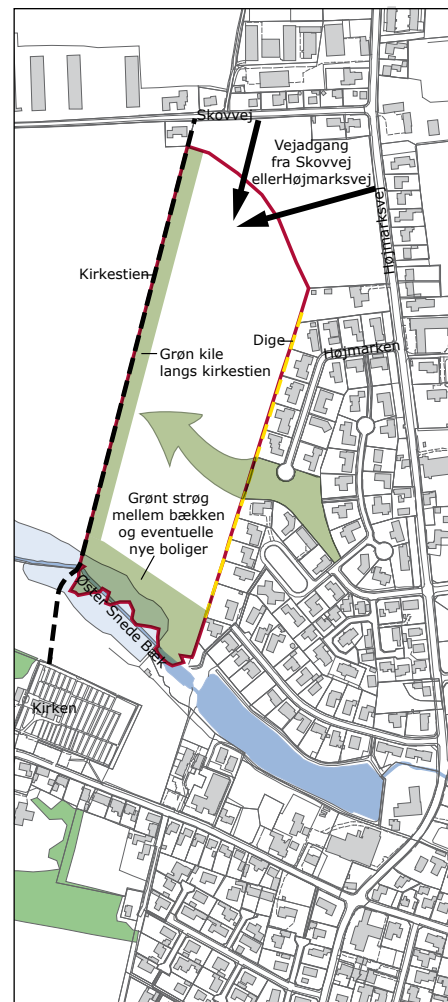 Skovvej
Vejadgang
fra Skovvej
ellerHøjmarksvej
Højmarksvej
Kirkestien
Dige
Højmarken
Grøn kile
langs kirkestien
Grønt strøg
mellem bækken
og eventuelle
nye boliger
Øster Snede Bæk
Kirken